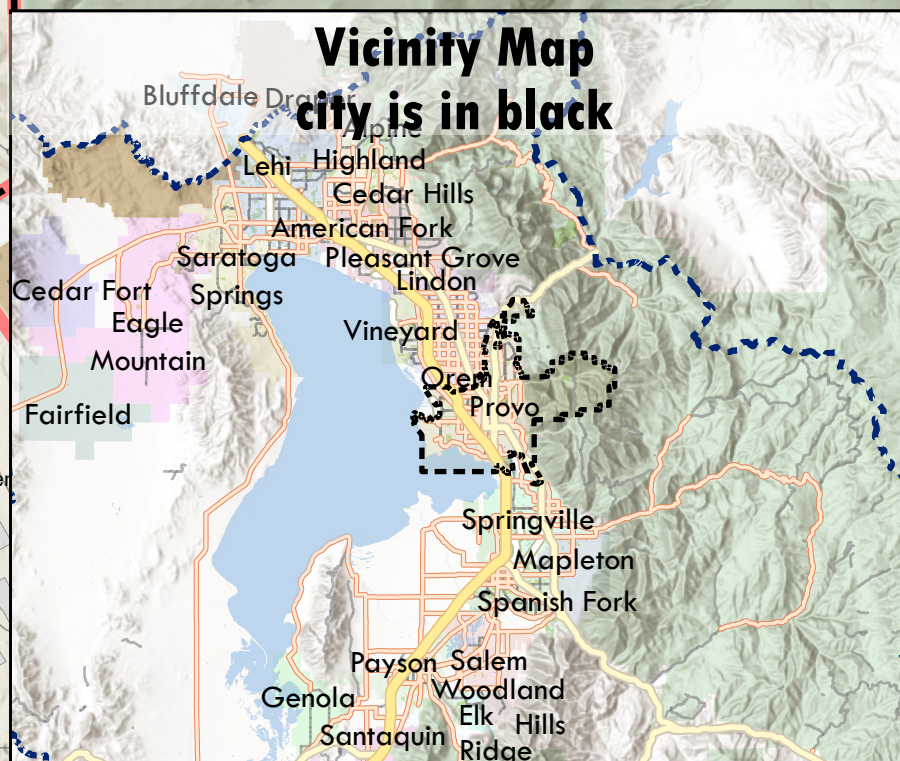 Vicinity Map
city is in black
Bluffdale
Draper
Alpine
Lehi
Highland
Cedar Hills
American Fork
Saratoga
Springs
Pleasant Grove
Lindon
Cedar Fort
Eagle
Mountain
Vineyard
Orem
Provo
Fairfield
er
Springville
Mapleton
Spanish Fork
Payson
Salem
Woodland
Hills
Genola
Elk
Ridge
Santaquin